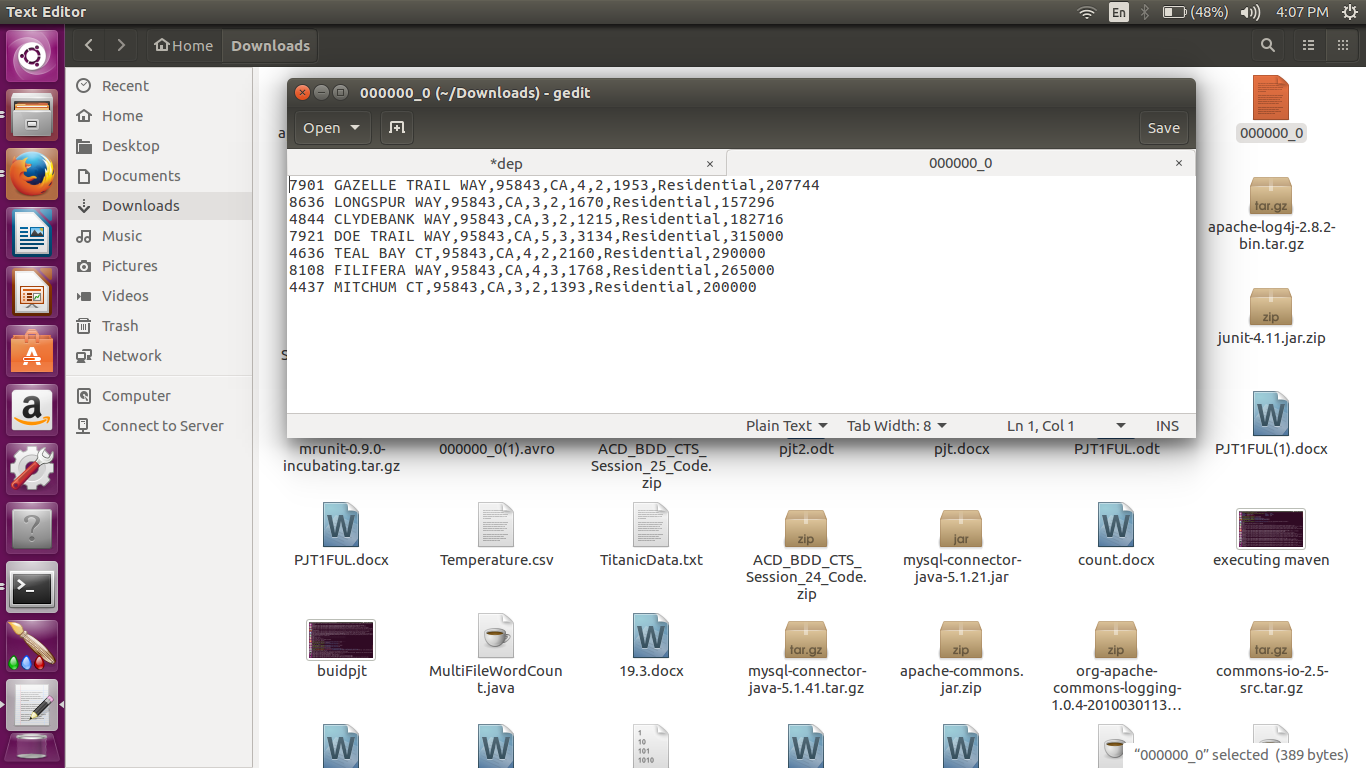 Text Editor
En
(48%)
4:07 PM
Home
Downloads
Recent
Home
Desktop
Documents
Downloads
Music
Pictures
Videos
Trash
Network
Computer
Connect to Server
000000_0 (~/Downloads) - gedit
Open
Save
*dep
×
000000_0
×
7901 GAZELLE TRAIL WAY,95843,CA,4,2,1953,Residential,207744
8636 LONGSPUR WAY,95843,CA,3,2,1670,Residential,157296
4844 CLYDEBANK WAY,95843,CA,3,2,1215,Residential,182716
7921 DOE TRAIL WAY,95843,CA,5,3,3134,Residential,315000
4636 TEAL BAY CT,95843,CA,4,2,2160,Residential,290000
8108 FILIFERA WAY,95843,CA,4,3,1768,Residential,265000
4437 MITCHUM CT,95843,CA,3,2,1393,Residential,200000
Plain Text
Tab Width: 8
Ln 1, Col 1
INS
000000_0
tar.gz
apache-log4j-2.8.2-
bin.tar.gz
zip
junit-4.11.jar.zip
mrunit-0.9.0-
incubating.tar.gz
000000_0(1).avro
ACD_BDD_CTS_
Session_25_Code.
zip
pjt2.odt
pjt.docx
PJT1FUL.odt
W
PJT1FUL(1).docx
W
PJT1FUL.docx
Temperature.csv
TitanicData.txt
zip
ACD_BDD_CTS_
Session_24_Code.
zip
jar
mysql-connector-
java-5.1.21.jar
W
count.docx
executing maven
buidpjt
MultiFileWordCoun
t.java
W
19.3.docx
tar.gz
mysql-connector-
java-5.1.41.tar.gz
zip
apache-commons.
jar.zip
zip
org-apache-
commons-logging-
1.0.4-2010030113…
tar.gz
commons-io-2.5-
src.tar.gz
W
W
1
10
101
1010
W
W
“000000_0” selected (389 bytes)